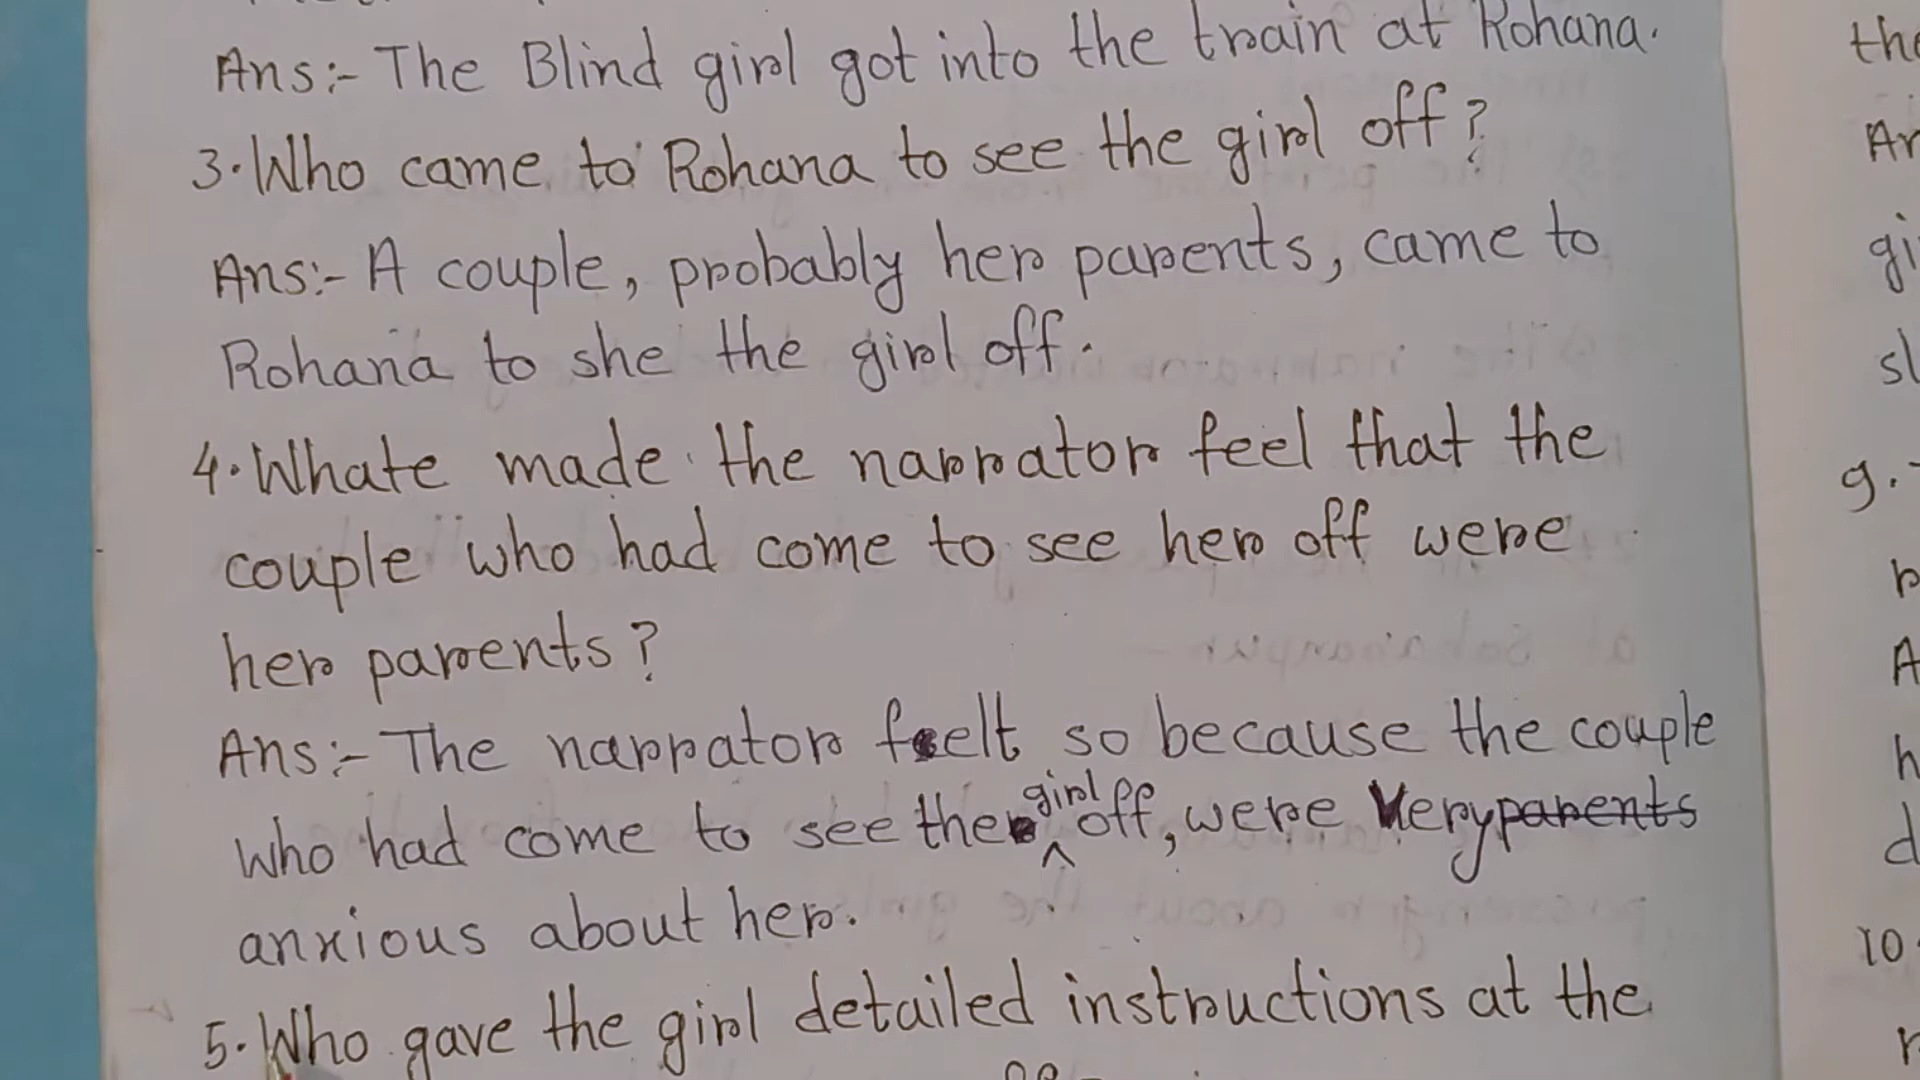 Ans:- The Blind girl got into the train at Rohana.
3. Who came to Rohana to see the girl off?
Ans:- A couple, probably her parents, came to
Rohana to she the girl off.
4. Whate made the narrator feel that the
couple who had come to see her off were
her parents?
Ans:- The narrator felt so because the couple
who had come to see the girl off, were very parents
anxious about her.
5. Who gave the girl detailed instructions at the
the
9.
10